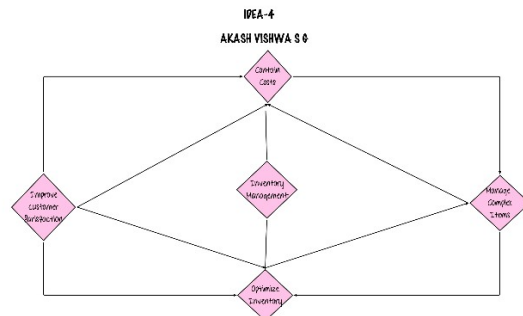 IDEA-4
AKASH VISHWA S G
Contain
Costs
Improve
Customer
Satisfaction
Inventory
Management
Manage
Complex
Items
Optimize
Inventory